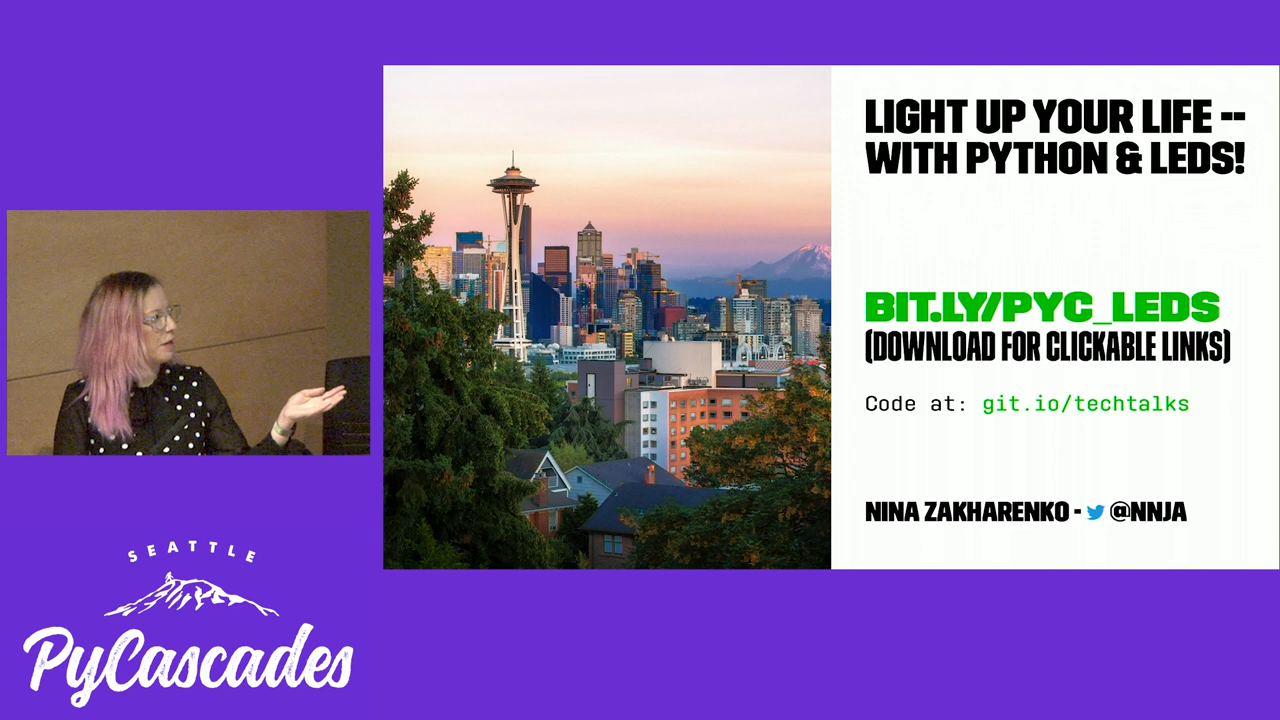 LIGHT UP YOUR LIFE --
WITH PYTHON & LEDS!
BIT.LY/PYC_LEDS
(DOWNLOAD FOR CLICKABLE LINKS)
Code at: git.io/techtalks
NINA ZAKHARENKO - @NNJA
SEATTLE
PyCascades